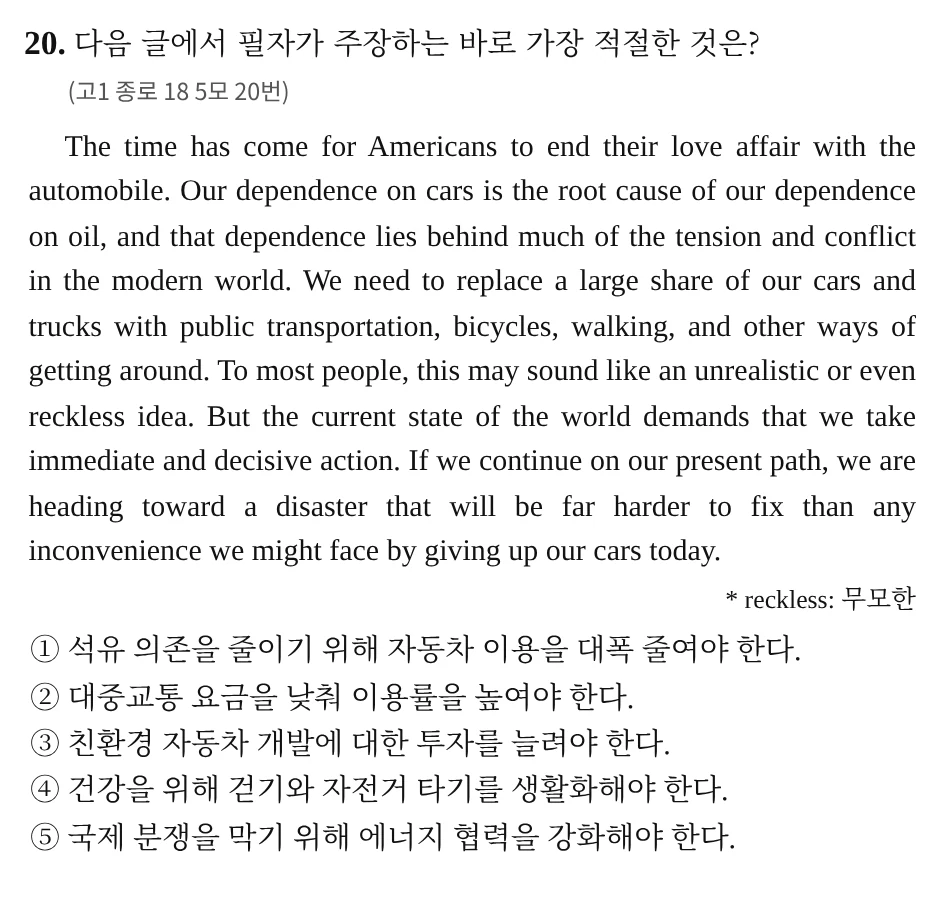 20. 다음 글에서 필자가 주장하는 바로 가장 적절한 것은?
(고1 종로 18 5모 20번)
The time has come for Americans to end their love affair with the
automobile. Our dependence on cars is the root cause of our dependence
on oil, and that dependence lies behind much of the tension and conflict
in the modern world. We need to replace a large share of our cars and
trucks with public transportation, bicycles, walking, and other ways of
getting around. To most people, this may sound like an unrealistic or even
reckless idea. But the current state of the world demands that we take
immediate and decisive action. If we continue on our present path, we are
heading toward a disaster that will be far harder to fix than any
inconvenience we might face by giving up our cars today.
* reckless: 무모한
① 석유 의존을 줄이기 위해 자동차 이용을 대폭 줄여야 한다.
② 대중교통 요금을 낮춰 이용률을 높여야 한다.
③ 친환경 자동차 개발에 대한 투자를 늘려야 한다.
④ 건강을 위해 걷기와 자전거 타기를 생활화해야 한다.
⑤ 국제 분쟁을 막기 위해 에너지 협력을 강화해야 한다.